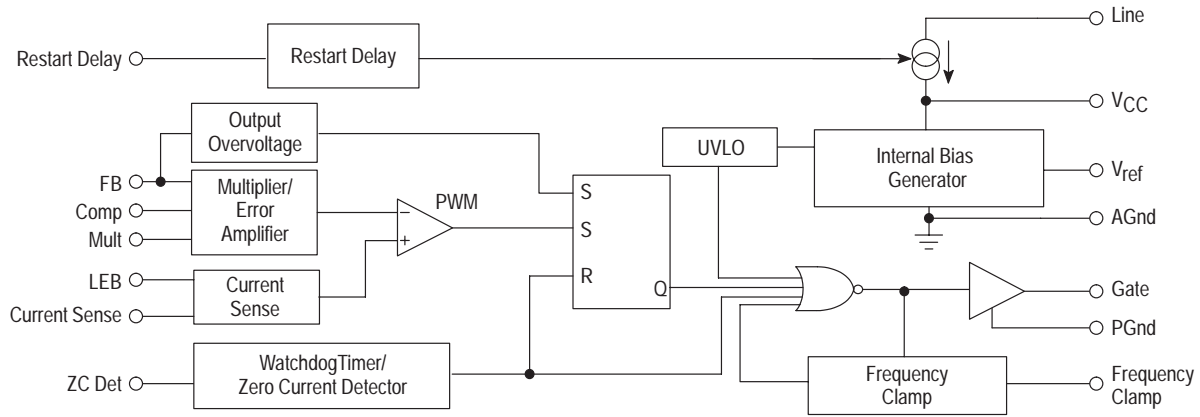 Line
Restart Delay
Restart Delay
VCC
Output
Overvoltage
UVLO
Internal Bias
Generator
Vref
FB
Multiplier/
Error
Amplifier
PWM
−
+
Comp
Mult
S
S
R
Q
AGnd
LEB
Current
Sense
Current Sense
Gate
PGnd
ZC Det
WatchdogTimer/
Zero Current Detector
Frequency
Clamp
Frequency
Clamp